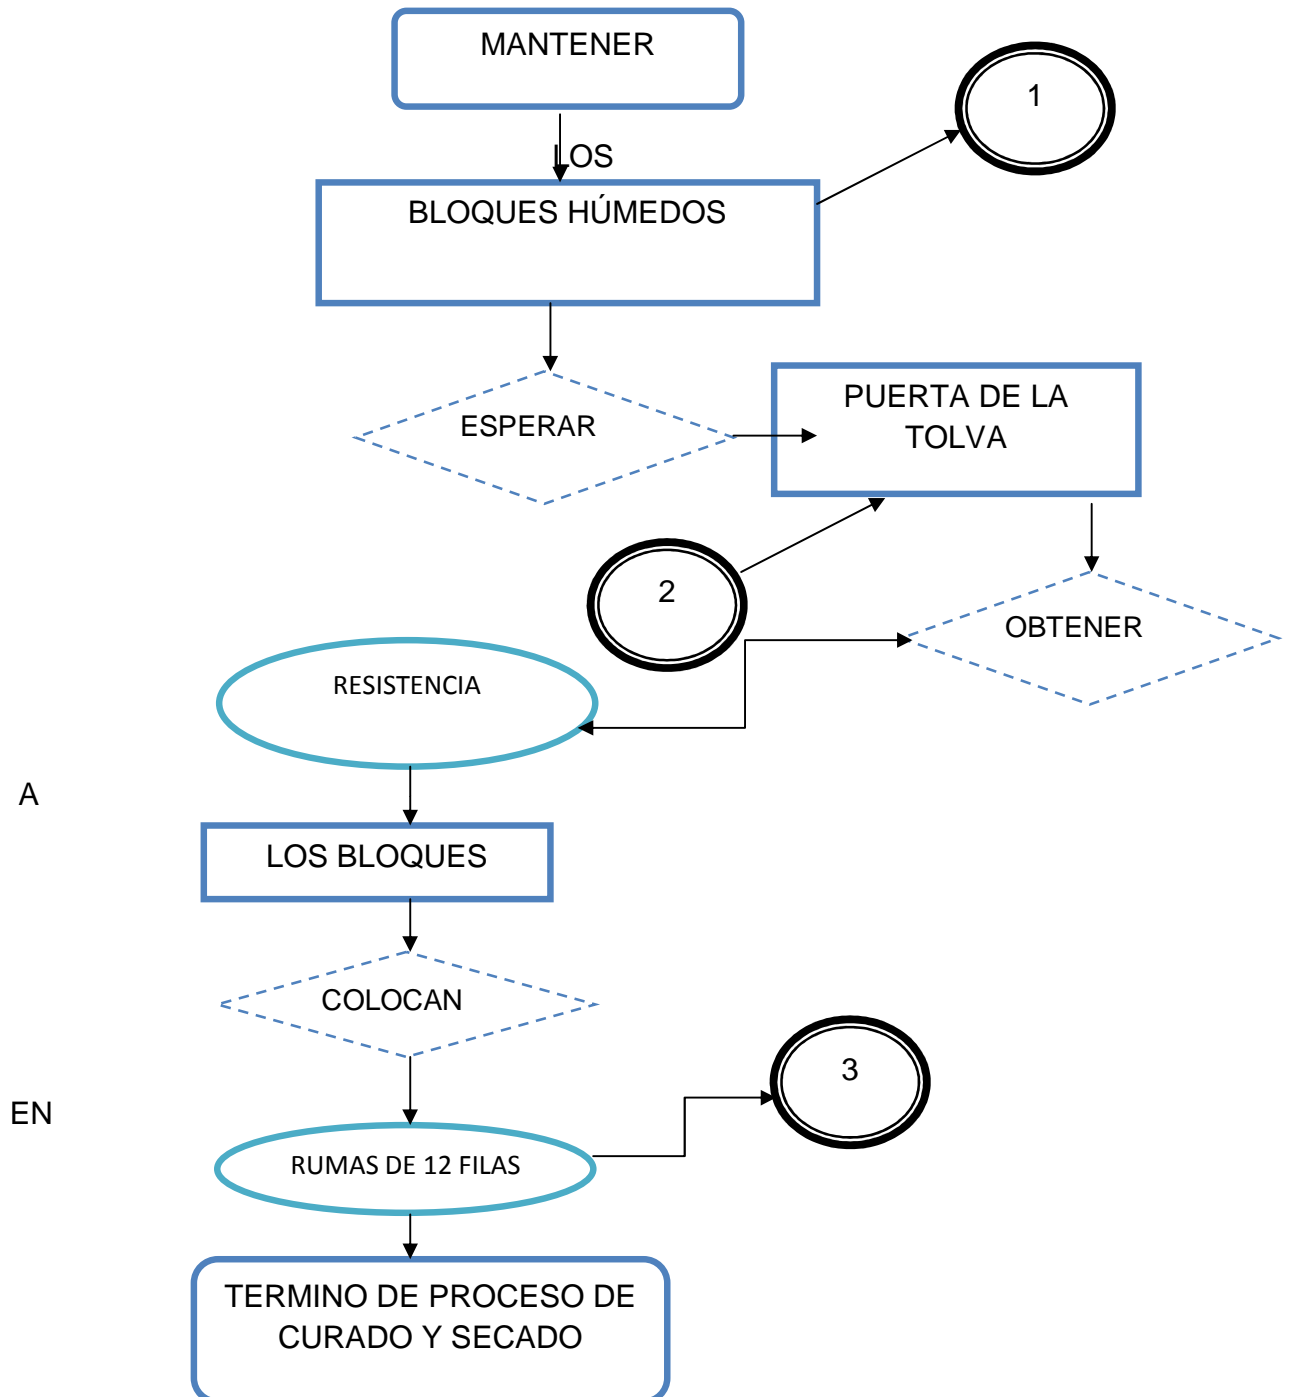 MANTENER
1
LOS
BLOQUES HÚMEDOS
PUERTA DE LA
TOLVA
ESPERAR
2
OBTENER
RESISTENCIA
A
LOS BLOQUES
COLOCAN
3
EN
RUMAS DE 12 FILAS
TERMINO DE PROCESO DE
CURADO Y SECADO